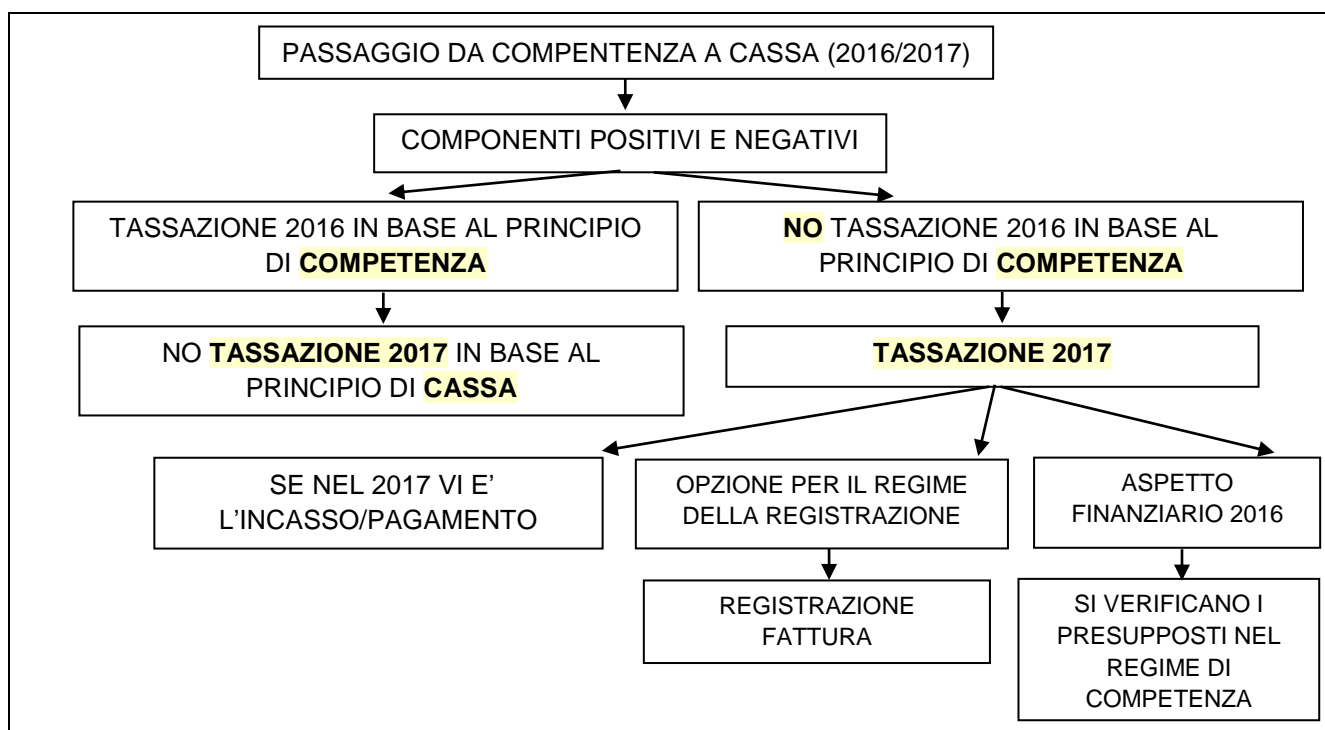 PASSAGGIO DA COMPENTENZA A CASSA (2016/2017)
COMPONENTI POSITIVI E NEGATIVI
TASSAZIONE 2016 IN BASE AL PRINCIPIO
DI COMPETENZA
NO TASSAZIONE 2016 IN BASE AL
PRINCIPIO DI COMPETENZA
NO TASSAZIONE 2017 IN BASE AL
PRINCIPIO DI CASSA
TASSAZIONE 2017
SE NEL 2017 VI E’
L’INCASSO/PAGAMENTO
OPZIONE PER IL REGIME
DELLA REGISTRAZIONE
ASPETTO
FINANZIARIO 2016
REGISTRAZIONE
FATTURA
SI VERIFICANO I
PRESUPPOSTI NEL
REGIME DI
COMPETENZA